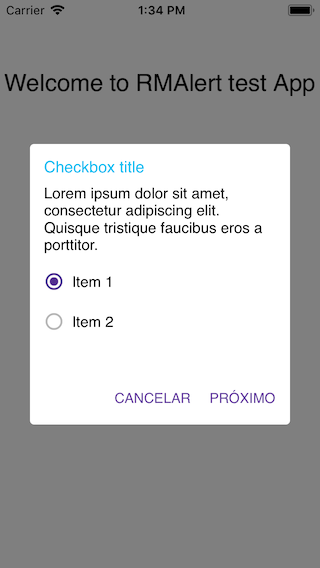 Carrier 1:34 PM
Welcome to RMAlert test App
Checkbox title
Lorem ipsum dolor sit amet,
consectetur adipiscing elit.
Quisque tristique faucibus eros a
porttitor.
Item 1
Item 2
CANCELAR PRÓXIMO